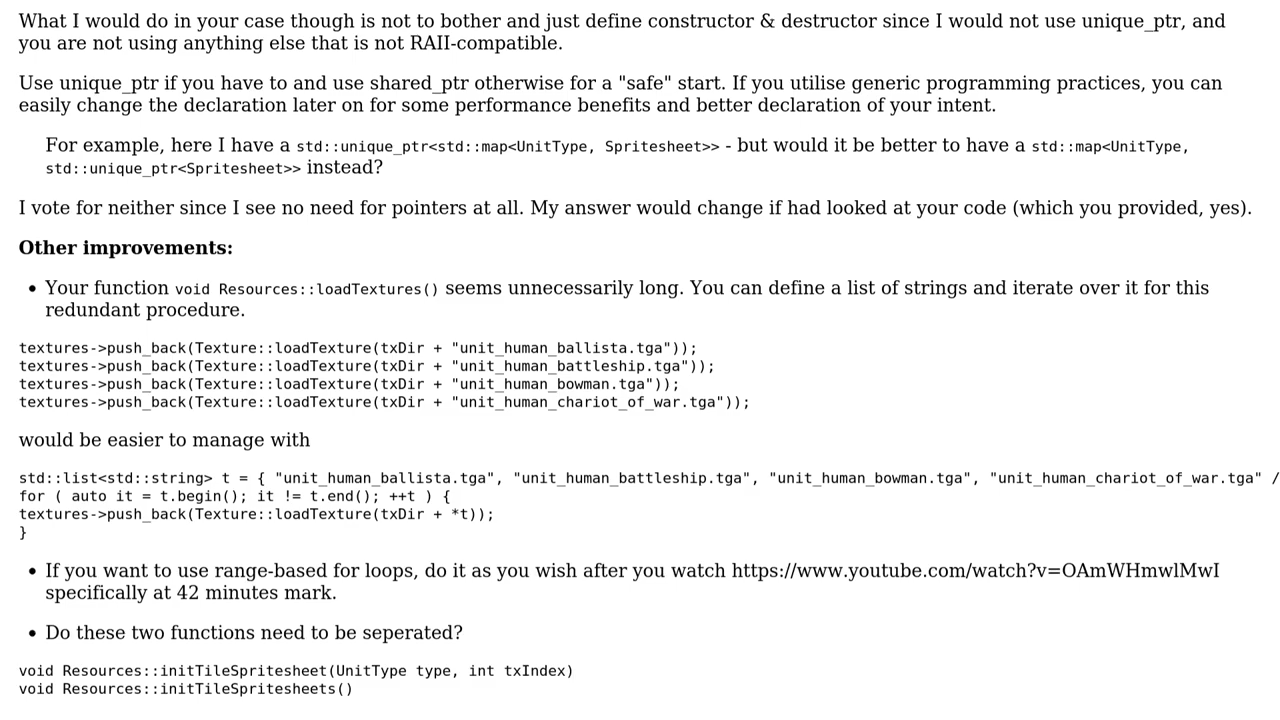 What I would do in your case though is not to bother and just define constructor & destructor since I would not use unique_ptr, and
you are not using anything else that is not RAII-compatible.
Use unique_ptr if you have to and use shared_ptr otherwise for a "safe" start. If you utilise generic programming practices, you can
easily change the declaration later on for some performance benefits and better declaration of your intent.
For example, here I have a std::unique_ptr<std::map<UnitType, Spritesheet>> - but would it be better to have a std::map<UnitType,
std::unique_ptr<Spritesheet>> instead?
I vote for neither since I see no need for pointers at all. My answer would change if had looked at your code (which you provided, yes).
Other improvements:
• Your function void Resources::loadTextures() seems unnecessarily long. You can define a list of strings and iterate over it for this
redundant procedure.
textures->push_back(Texture::loadTexture(txDir + "unit_human_ballista.tga"));
textures->push_back(Texture::loadTexture(txDir + "unit_human_battleship.tga"));
textures->push_back(Texture::loadTexture(txDir + "unit_human_bowman.tga"));
textures->push_back(Texture::loadTexture(txDir + "unit_human_chariot_of_war.tga"));
would be easier to manage with
std::list<std::string> t = { "unit_human_ballista.tga", "unit_human_battleship.tga", "unit_human_bowman.tga", "unit_human_chariot_of_war.tga" /
for ( auto it = t.begin(); it != t.end(); ++t ) {
textures->push_back(Texture::loadTexture(txDir + *t));
}
• If you want to use range-based for loops, do it as you wish after you watch https://www.youtube.com/watch?v=OAmWHmwlMwI
specifically at 42 minutes mark.
• Do these two functions need to be seperated?
void Resources::initTileSpritesheet(UnitType type, int txIndex)
void Resources::initTileSpritesheets()